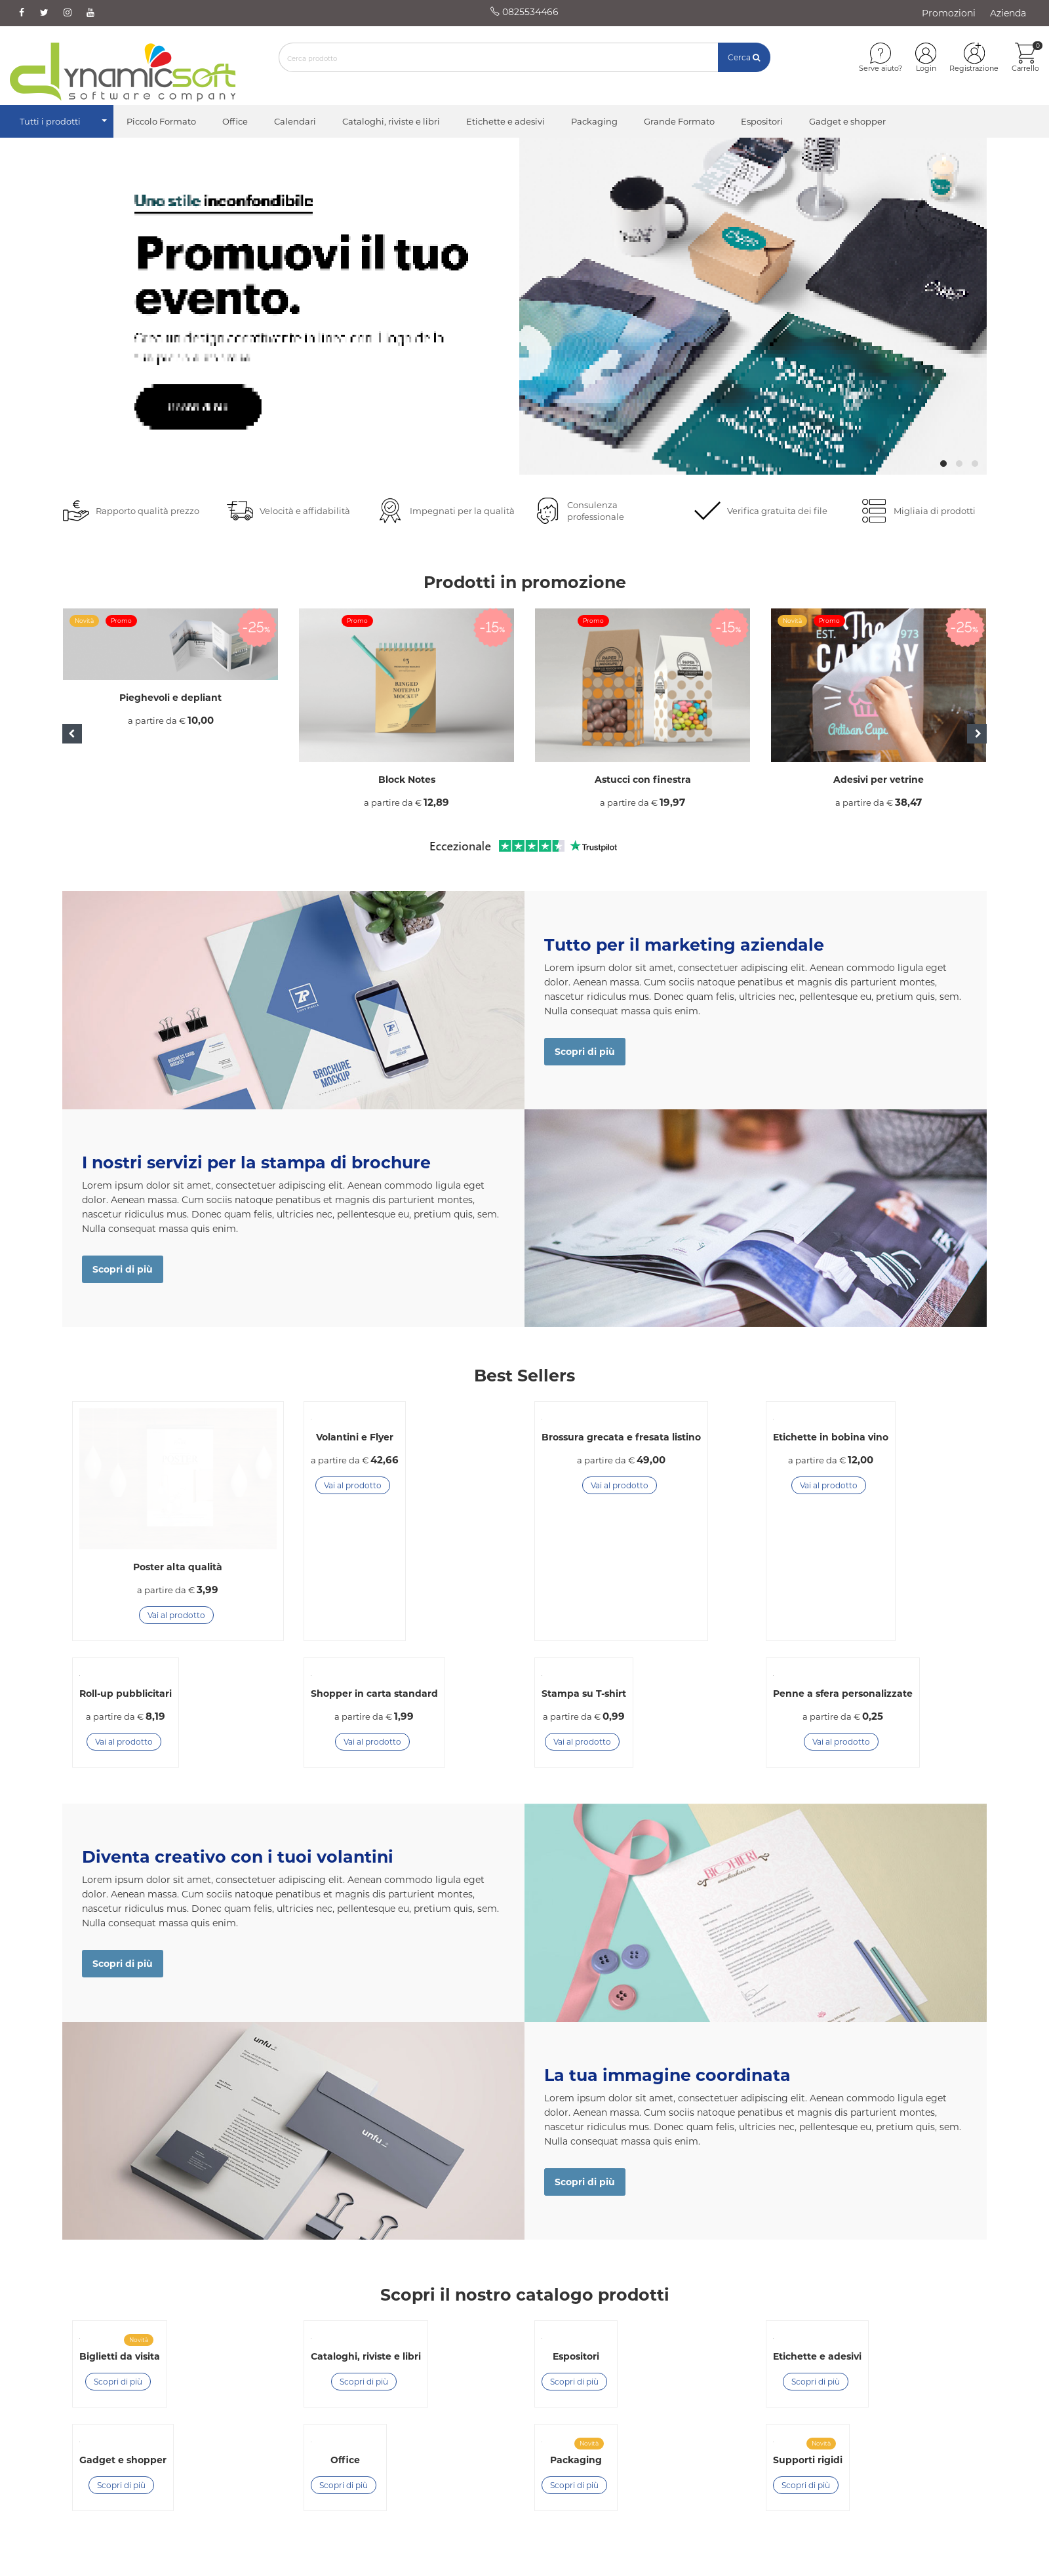 0825534466
Promozioni Azienda
dynamicsoft
software company
Cerca prodotto
Cerca
Serve aiuto?
Login
Registrazione
0
Carrello
Tutti i prodotti
Piccolo Formato
Office
Calendari
Cataloghi, riviste e libri
Etichette e adesivi
Packaging
Grande Formato
Espositori
Gadget e shopper
Uno stile inconfondibile
Promuovi il tuo
evento.
Rapporto qualità prezzo
Velocità e affidabilità
Impegnati per la qualità
Consulenza
professionale
Verifica gratuita dei file
Migliaia di prodotti
Prodotti in promozione
Novità Promo
-25%
Pieghevoli e depliant
a partire da € 10,00
Promo
-15%
RINGED
NOTEPAD
MOCKUP
Block Notes
a partire da € 12,89
Promo
-15%
Astucci con finestra
a partire da € 19,97
Novità Promo
-25%
The
EST. 1973
CAKERY
Adesivi per vetrine
a partire da € 38,47
Eccezionale
Trustpilot
BROCHURE
MOCKUP
Tutto per il marketing aziendale
Lorem ipsum dolor sit amet, consectetuer adipiscing elit. Aenean commodo ligula eget
dolor. Aenean massa. Cum sociis natoque penatibus et magnis dis parturient montes,
nascetur ridiculus mus. Donec quam felis, ultricies nec, pellentesque eu, pretium quis, sem.
Nulla consequat massa quis enim.
Scopri di più
I nostri servizi per la stampa di brochure
Lorem ipsum dolor sit amet, consectetuer adipiscing elit. Aenean commodo ligula eget
dolor. Aenean massa. Cum sociis natoque penatibus et magnis dis parturient montes,
nascetur ridiculus mus. Donec quam felis, ultricies nec, pellentesque eu, pretium quis, sem.
Nulla consequat massa quis enim.
Scopri di più
Best Sellers
Poster alta qualità
a partire da € 3,99
Vai al prodotto
Volantini e Flyer
a partire da € 42,66
Vai al prodotto
Brossura grecata e fresata listino
a partire da € 49,00
Vai al prodotto
Etichette in bobina vino
a partire da € 12,00
Vai al prodotto
Roll-up pubblicitari
a partire da € 8,19
Vai al prodotto
Shopper in carta standard
a partire da € 1,99
Vai al prodotto
Stampa su T-shirt
a partire da € 0,99
Vai al prodotto
Penne a sfera personalizzate
a partire da € 0,25
Vai al prodotto
Diventa creativo con i tuoi volantini
Lorem ipsum dolor sit amet, consectetuer adipiscing elit. Aenean commodo ligula eget
dolor. Aenean massa. Cum sociis natoque penatibus et magnis dis parturient montes,
nascetur ridiculus mus. Donec quam felis, ultricies nec, pellentesque eu, pretium quis, sem.
Nulla consequat massa quis enim.
Scopri di più
unfu
unfu
La tua immagine coordinata
Lorem ipsum dolor sit amet, consectetuer adipiscing elit. Aenean commodo ligula eget
dolor. Aenean massa. Cum sociis natoque penatibus et magnis dis parturient montes,
nascetur ridiculus mus. Donec quam felis, ultricies nec, pellentesque eu, pretium quis, sem.
Nulla consequat massa quis enim.
Scopri di più
Scopri il nostro catalogo prodotti
Novità
Biglietti da visita
Scopri di più
Cataloghi, riviste e libri
Scopri di più
Espositori
Scopri di più
Etichette e adesivi
Scopri di più
Gadget e shopper
Scopri di più
Office
Scopri di più
Novità
Packaging
Scopri di più
Novità
Supporti rigidi
Scopri di più